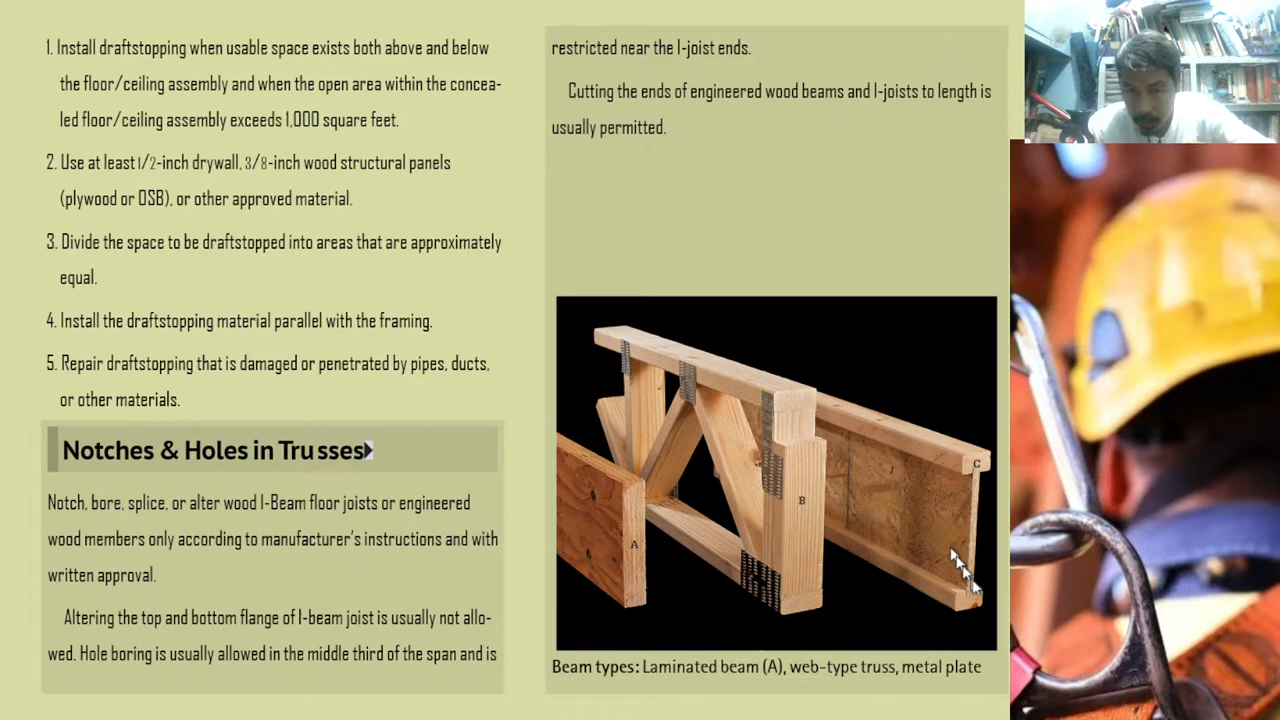 1. Install draftstopping when usable space exists both above and below
the floor/ceiling assembly and when the open area within the concea-
led floor/ceiling assembly exceeds 1,000 square feet.
2. Use at least 1/2-inch drywall, 3/8-inch wood structural panels
(plywood or OSB), or other approved material.
3. Divide the space to be draftstopped into areas that are approximately
equal.
4. Install the draftstopping material parallel with the framing.
5. Repair draftstopping that is damaged or penetrated by pipes, ducts,
or other materials.
Notches & Holes in Trusses
Notch, bore, splice, or alter wood I-Beam floor joists or engineered
wood members only according to manufacturer's instructions and with
written approval.
Altering the top and bottom flange of I-beam joist is usually not allo-
wed. Hole boring is usually allowed in the middle third of the span and is
restricted near the I-joist ends.
Cutting the ends of engineered wood beams and I-joists to length is
usually permitted.
A
B
C
Beam types: Laminated beam (A), web-type truss, metal plate